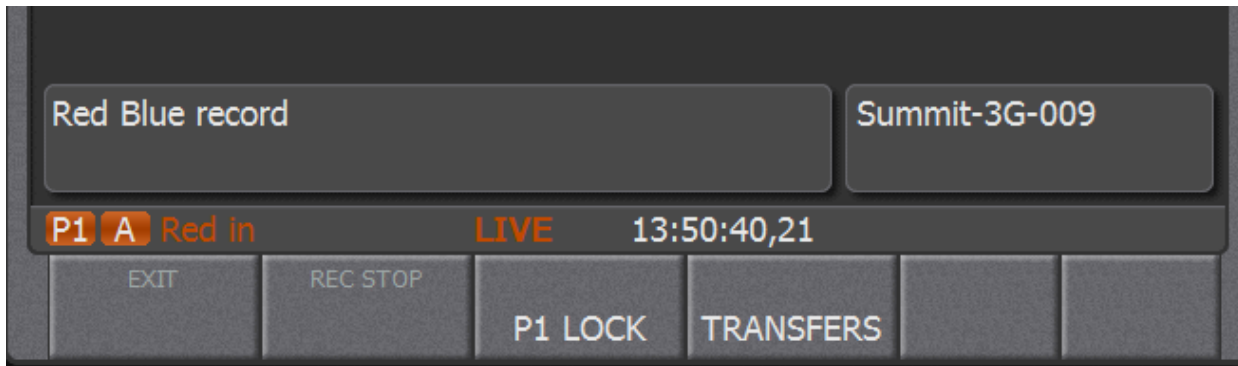 Red Blue record
Summit-3G-009
P1 A Red in LIVE 13:50:40,21
EXIT REC STOP
P1 LOCK TRANSFERS